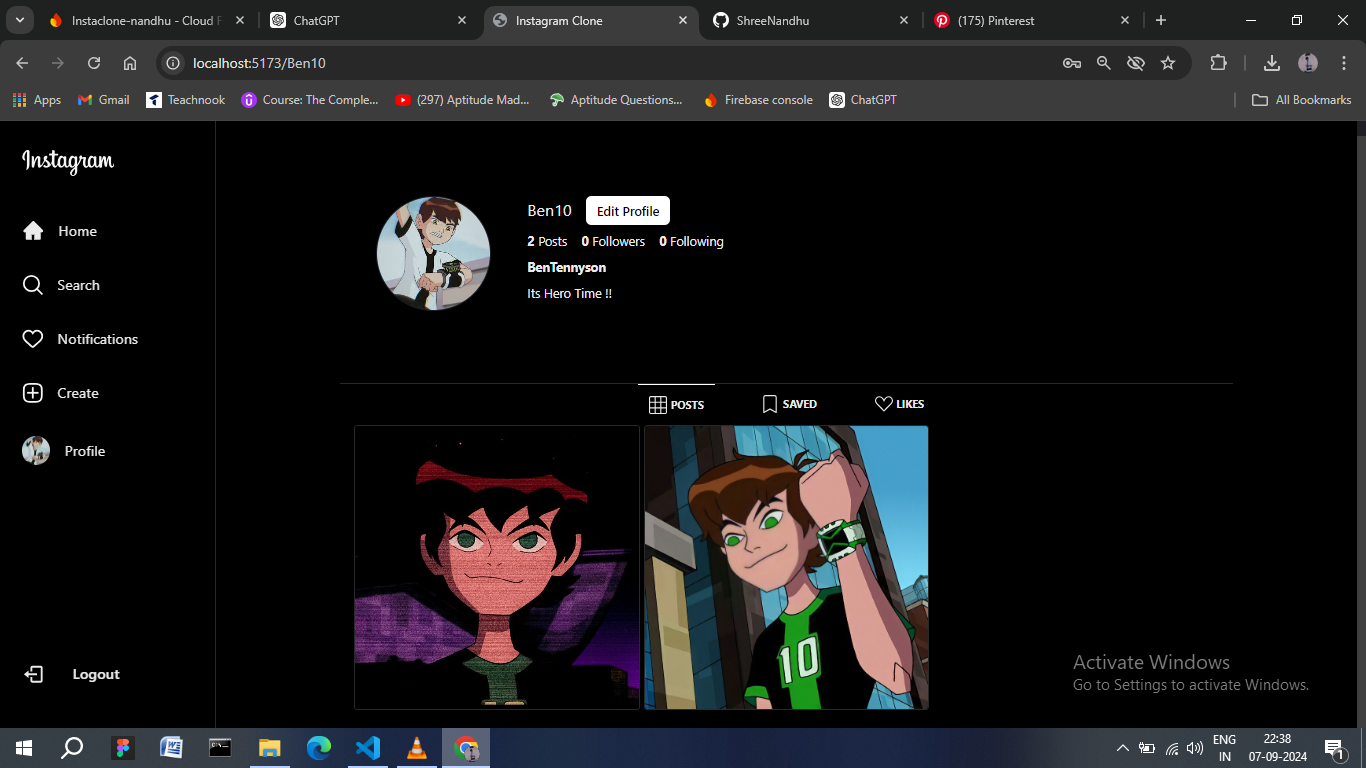 Instaclone-nandhu - Cloud F
ChatGPT
Instagram Clone
ShreeNandhu
(175) Pinterest
localhost:5173/Ben10
Apps
Gmail
Teachnook
Course: The Comple...
(297) Aptitude Mad...
Aptitude Questions...
Firebase console
ChatGPT
All Bookmarks
Instagram
Home
Search
Notifications
Create
Profile
Logout
Ben10
Edit Profile
2 Posts 0 Followers 0 Following
BenTennyson
Its Hero Time !!
POSTS
SAVED
LIKES
10
Activate Windows
Go to Settings to activate Windows.
ENG
IN
22:38
07-09-2024
1